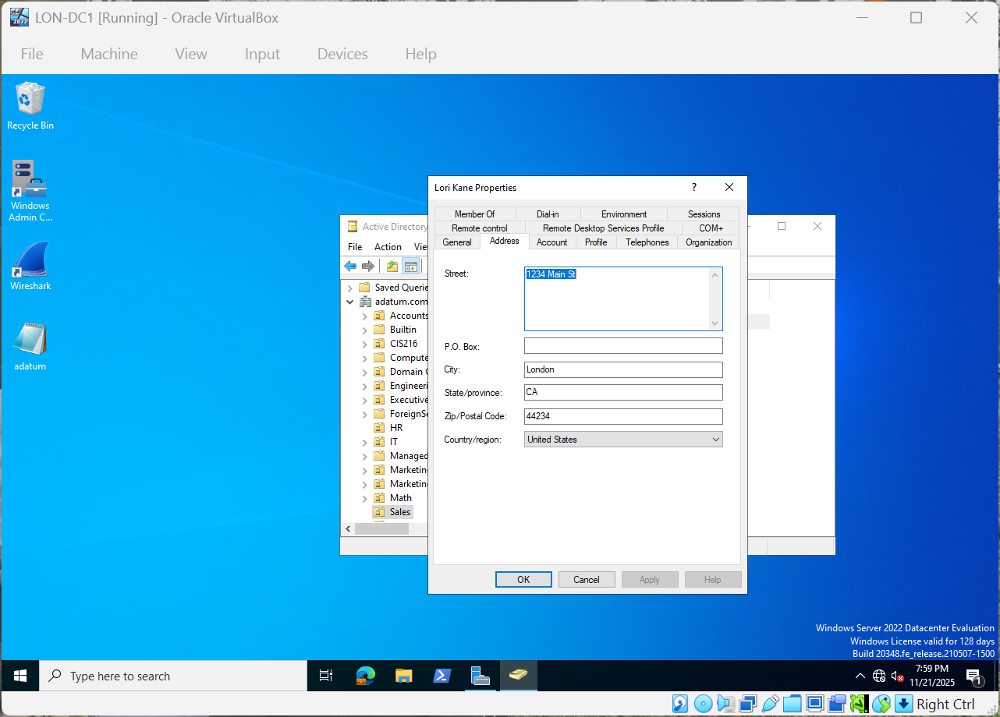 LON-DC1 [Running] - Oracle VirtualBox
File Machine View Input Devices Help
Recycle Bin
Windows
Admin C...
Wireshark
adatum
Active Directory
File Action Vie
Saved Querie
adatum.com
Accounts
Builtin
CIS216
Compute
Domain C
Engineeri
Executive
ForeignSe
HR
IT
Managed
Marketin
Marketin
Math
Sales
Lori Kane Properties ?
Member Of Dial-in Environment Sessions
Remote control Remote Desktop Services Profile COM+
General Address Account Profile Telephones Organization
Street: 1234 Main St
P.O. Box:
City: London
State/province: CA
Zip/Postal Code: 44234
Country/region: United States
OK Cancel Apply Help
Windows Server 2022 Datacenter Evaluation
Windows License valid for 128 days
Build 20348.fe_release.210507-1500
Type here to search
7:59 PM
11/21/2025
1
Right Ctrl